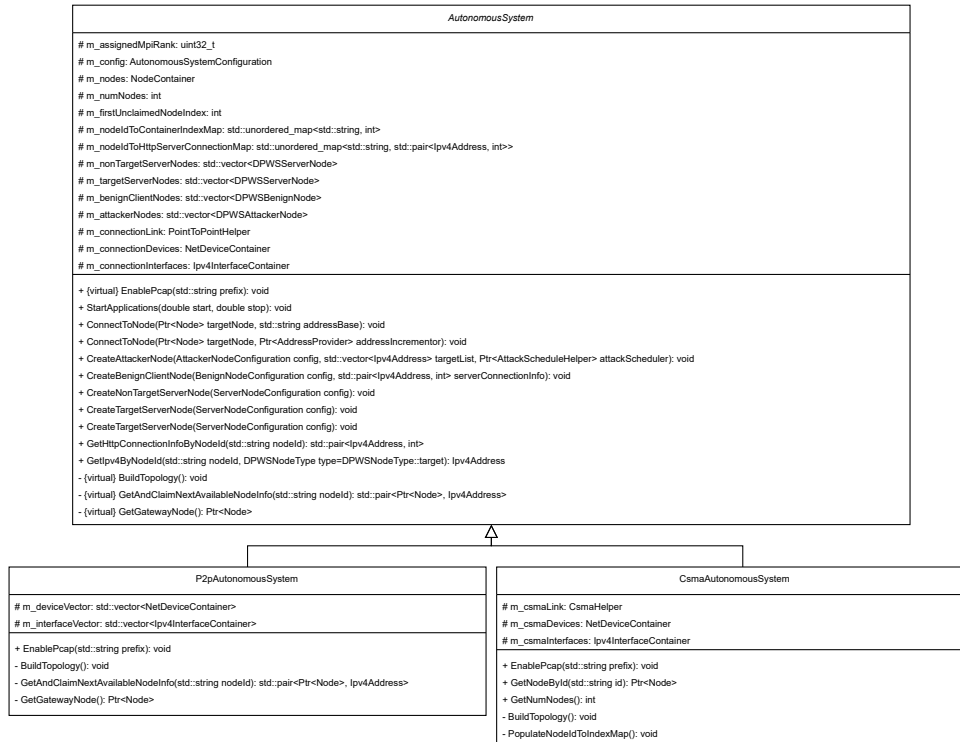 AutonomousSystem
# m_assignedMpiRank: uint32_t
# m_config: AutonomousSystemConfiguration
# m_nodes: NodeContainer
# m_numNodes: int
# m_firstUnclaimedNodeIndex: int
# m_nodeIdToContainerIndexMap: std::unordered_map<std::string, int>
# m_nodeIdToHttpServerConnectionMap: std::unordered_map<std::string, std::pair<Ipv4Address, int>>
# m_nonTargetServerNodes: std::vector<DPWSServerNode>
# m_targetServerNodes: std::vector<DPWSServerNode>
# m_benignClientNodes: std::vector<DPWSBenignNode>
# m_attackerNodes: std::vector<DPWSAttackerNode>
# m_connectionLink: PointToPointHelper
# m_connectionDevices: NetDeviceContainer
# m_connectionInterfaces: Ipv4InterfaceContainer
+ {virtual} EnablePcap(std::string prefix): void
+ StartApplications(double start, double stop): void
+ ConnectToNode(Ptr<Node> targetNode, std::string addressBase): void
+ ConnectToNode(Ptr<Node> targetNode, Ptr<AddressProvider> addressIncrementor): void
+ CreateAttackerNode(AttackerNodeConfiguration config, std::vector<Ipv4Address> targetList, Ptr<AttackScheduleHelper> attackScheduler): void
+ CreateBenignClientNode(BenignNodeConfiguration config, std::pair<Ipv4Address, int> serverConnectionInfo): void
+ CreateNonTargetServerNode(ServerNodeConfiguration config): void
+ CreateTargetServerNode(ServerNodeConfiguration config): void
+ CreateTargetServerNode(ServerNodeConfiguration config): void
+ GetHttpConnectionInfoByNodeId(std::string nodeId): std::pair<Ipv4Address, int>
+ GetIpv4ByNodeId(std::string nodeId, DPWSNodeType type=DPWSNodeType::target): Ipv4Address
- {virtual} BuildTopology(): void
- {virtual} GetAndClaimNextAvailableNodeInfo(std::string nodeId): std::pair<Ptr<Node>, Ipv4Address>
- {virtual} GetGatewayNode(): Ptr<Node>
P2pAutonomousSystem
# m_deviceVector: std::vector<NetDeviceContainer>
# m_interfaceVector: std::vector<Ipv4InterfaceContainer>
+ EnablePcap(std::string prefix): void
- BuildTopology(): void
- GetAndClaimNextAvailableNodeInfo(std::string nodeId): std::pair<Ptr<Node>, Ipv4Address>
- GetGatewayNode(): Ptr<Node>
CsmaAutonomousSystem
# m_csmaLink: CsmaHelper
# m_csmaDevices: NetDeviceContainer
# m_csmaInterfaces: Ipv4InterfaceContainer
+ EnablePcap(std::string prefix): void
+ GetNodeById(std::string id): Ptr<Node>
+ GetNumNodes(): int
- BuildTopology(): void
- PopulateNodeIdToIndexMap(): void